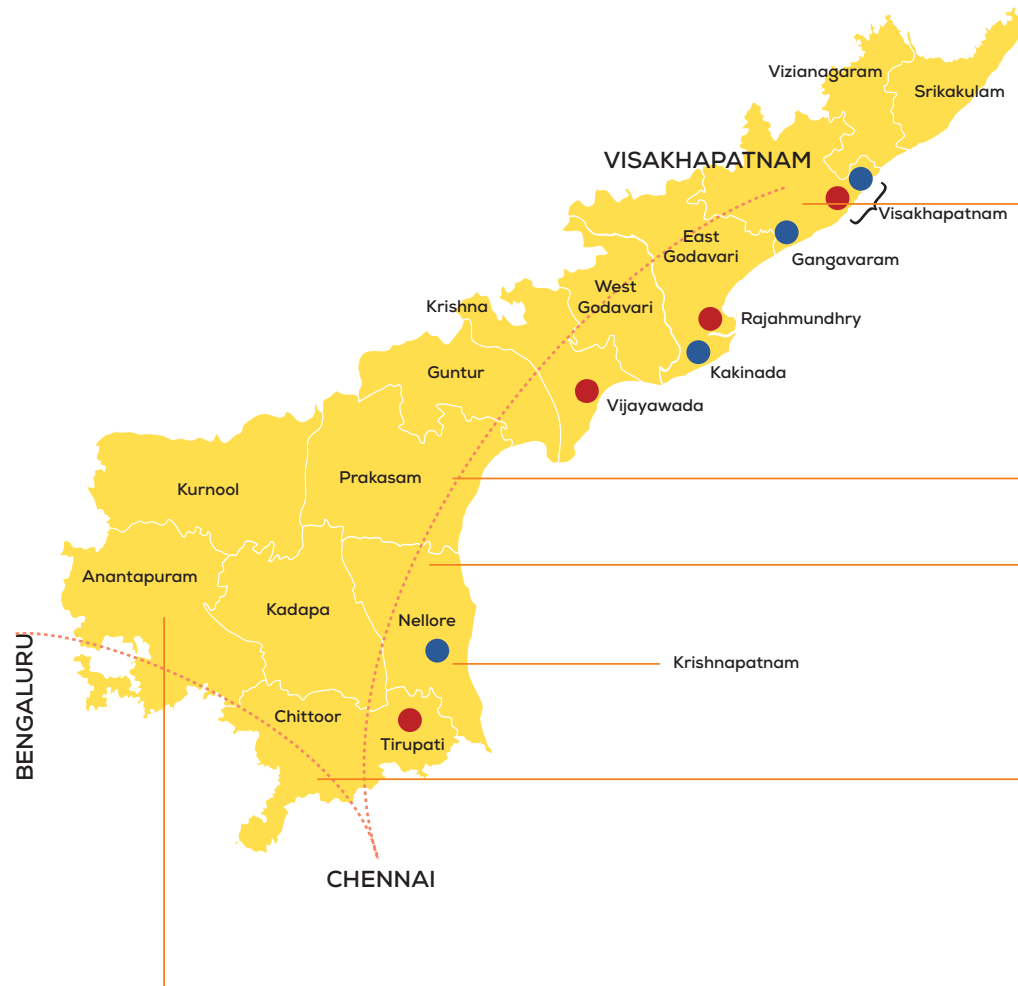 Vizianagaram
Srikakulam
VISAKHAPATNAM
Visakhapatnam
East
Godavari
Gangavaram
West
Godavari
Krishna
Rajahmundhry
Guntur
Kakinada
Vijayawada
Prakasam
Kurnool
Anantapuram
Kadapa
Nellore
Krishnapatnam
BENGALURU
Chittoor
Tirupati
CHENNAI